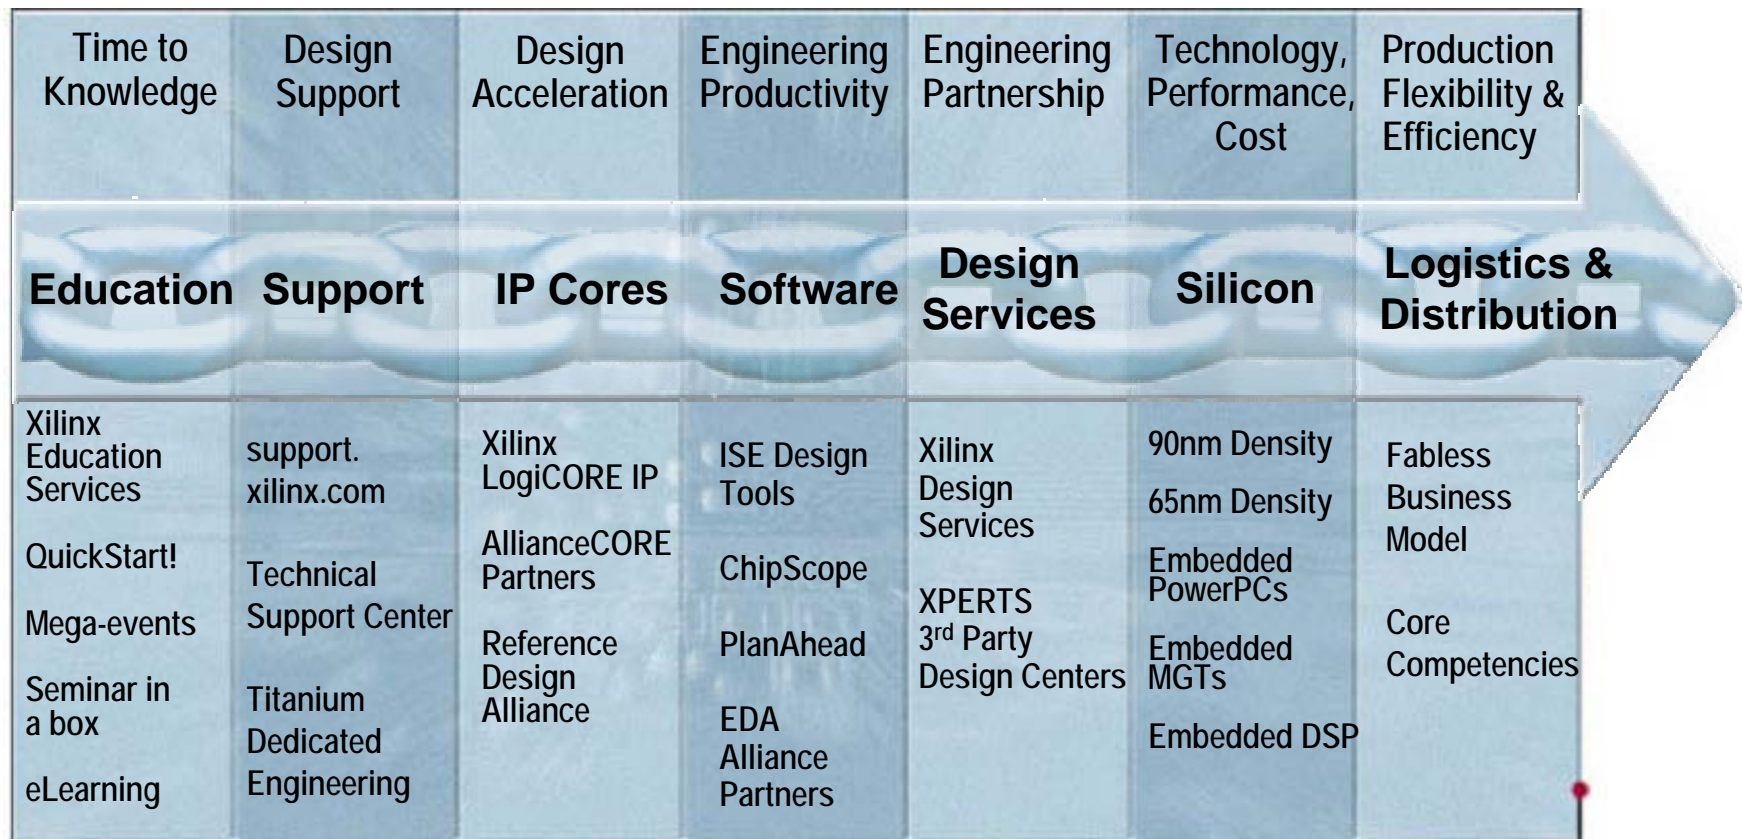 Time to
Knowledge
Design
Support
Design
Acceleration
Engineering
Productivity
Engineering
Partnership
Technology,
Performance,
Cost
Production
Flexibility &
Efficiency
Education
Support
IP Cores
Software
Design
Services
Silicon
Logistics &
Distribution
Xilinx
Education
Services
QuickStart!
Mega-events
Seminar in
a box
eLearning
support.
xilinx.com
Technical
Support Center
Titanium
Dedicated
Engineering
Xilinx
LogiCORE IP
AllianceCORE
Partners
Reference
Design
Alliance
ISE Design
Tools
ChipScope
PlanAhead
EDA
Alliance
Partners
Xilinx
Design
Services
XPERTS
3rd Party
Design Centers
90nm Density
65nm Density
Embedded
PowerPCs
Embedded
MGTs
Embedded DSP
Fabless
Business
Model
Core
Competencies